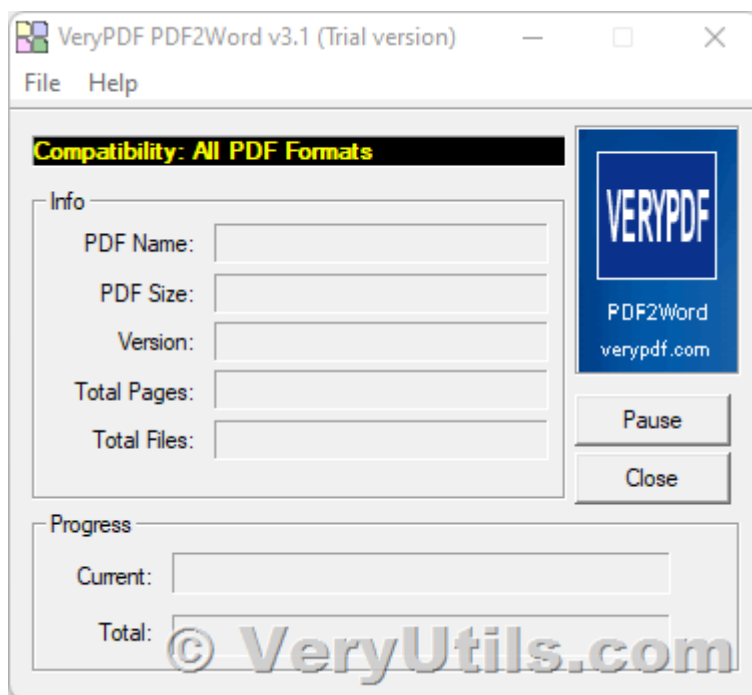 VeryPDF PDF2Word v3.1 (Trial version)
File Help
Compatibility: All PDF Formats
Info
PDF Name:
PDF Size:
Version:
Total Pages:
Total Files:
VERYPDF
PDF2Word
verypdf.com
Pause
Close
Progress
Current:
Total:
© VeryUtils.com